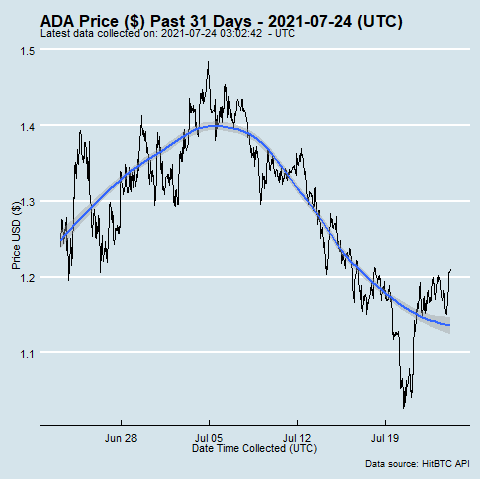 ADA Price ($) Past 31 Days - 2021-07-24 (UTC)
Latest data collected on: 2021-07-24 03:02:42 - UTC
1.5
1.4
1.3
1.2
1.1
Price USD ($)
Jun 28
Jul 05
Jul 12
Jul 19
Date Time Collected (UTC)
Data source: HitBTC API